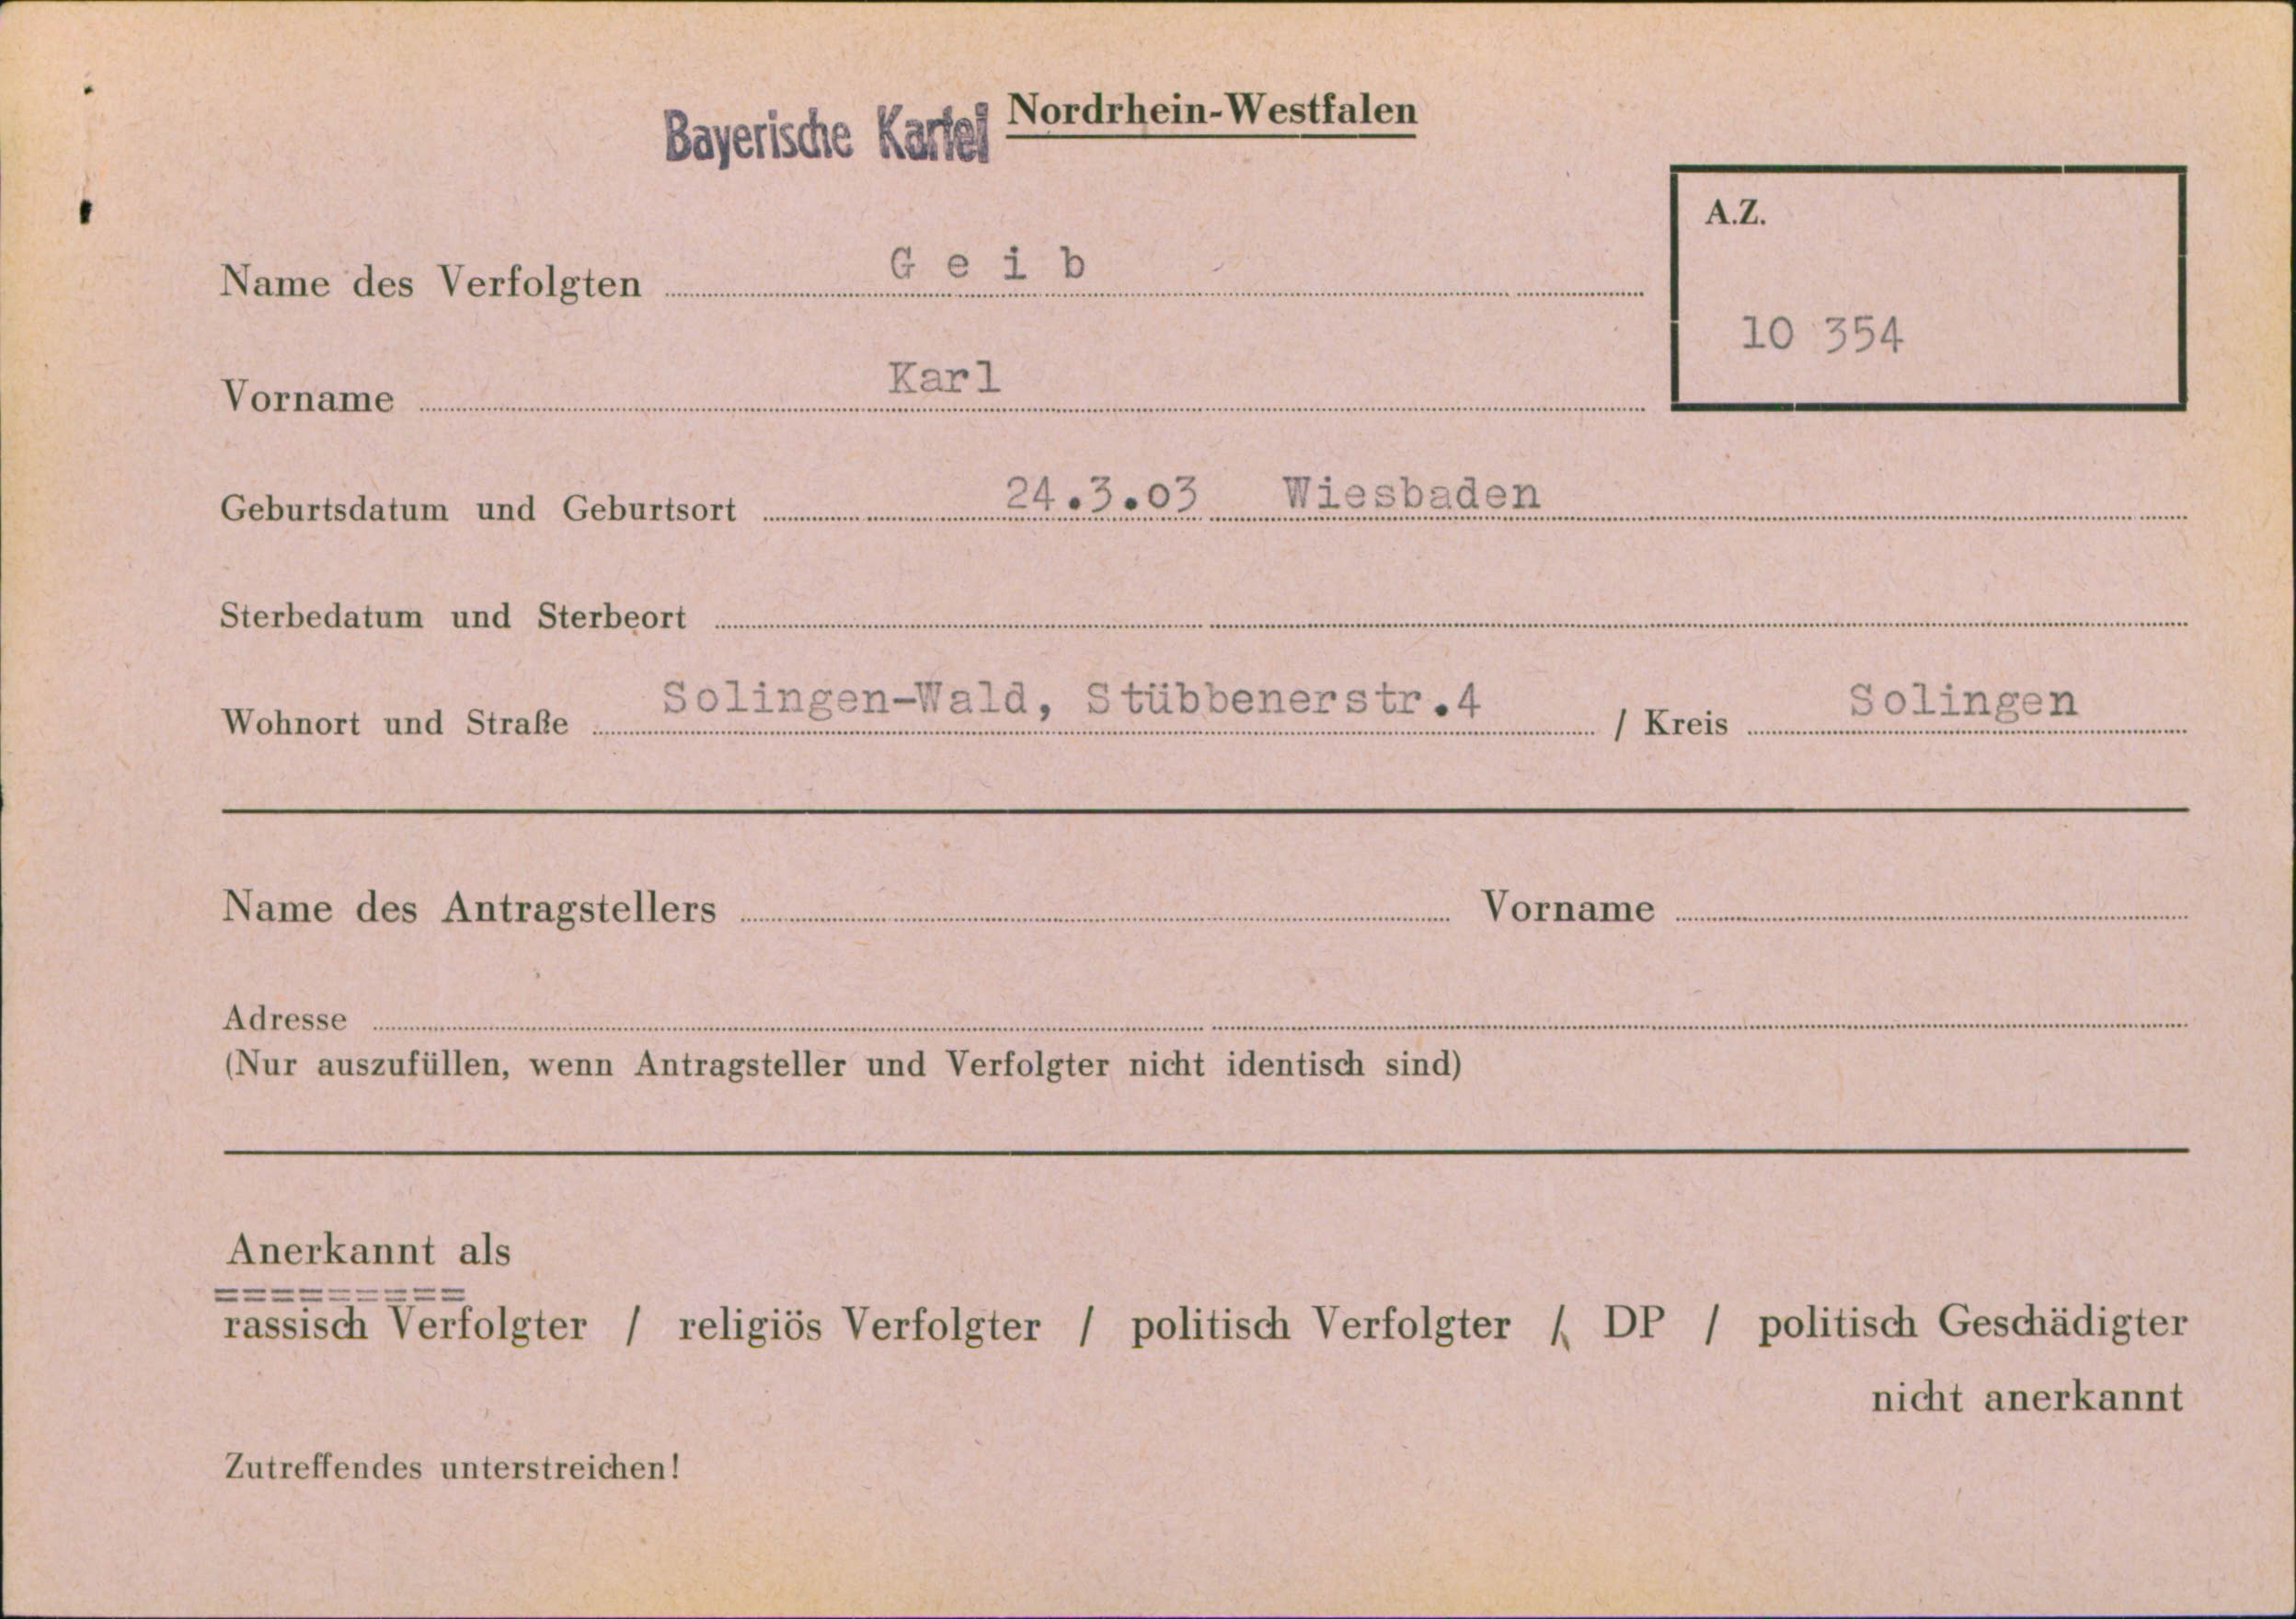 Bayerische Kartei Nordrhein-Westfalen
A.Z.
10 354
Name des Verfolgten G e i b
Vorname Karl
Geburtsdatum und Geburtsort 24.3.03 Wiesbaden
Sterbedatum und Sterbeort
Wohnort und Straße Solingen-Wald, Stübbenerstr.4 / Kreis Solingen
Name des Antragstellers Vorname
Adresse
(Nur auszufüllen, wenn Antragsteller und Verfolgter nicht identisch sind)
Anerkannt als
=========
rassisch Verfolgter / religiös Verfolgter / politisch Verfolgter / DP / politisch Geschädigter
nicht anerkannt
Zutreffendes unterstreichen!